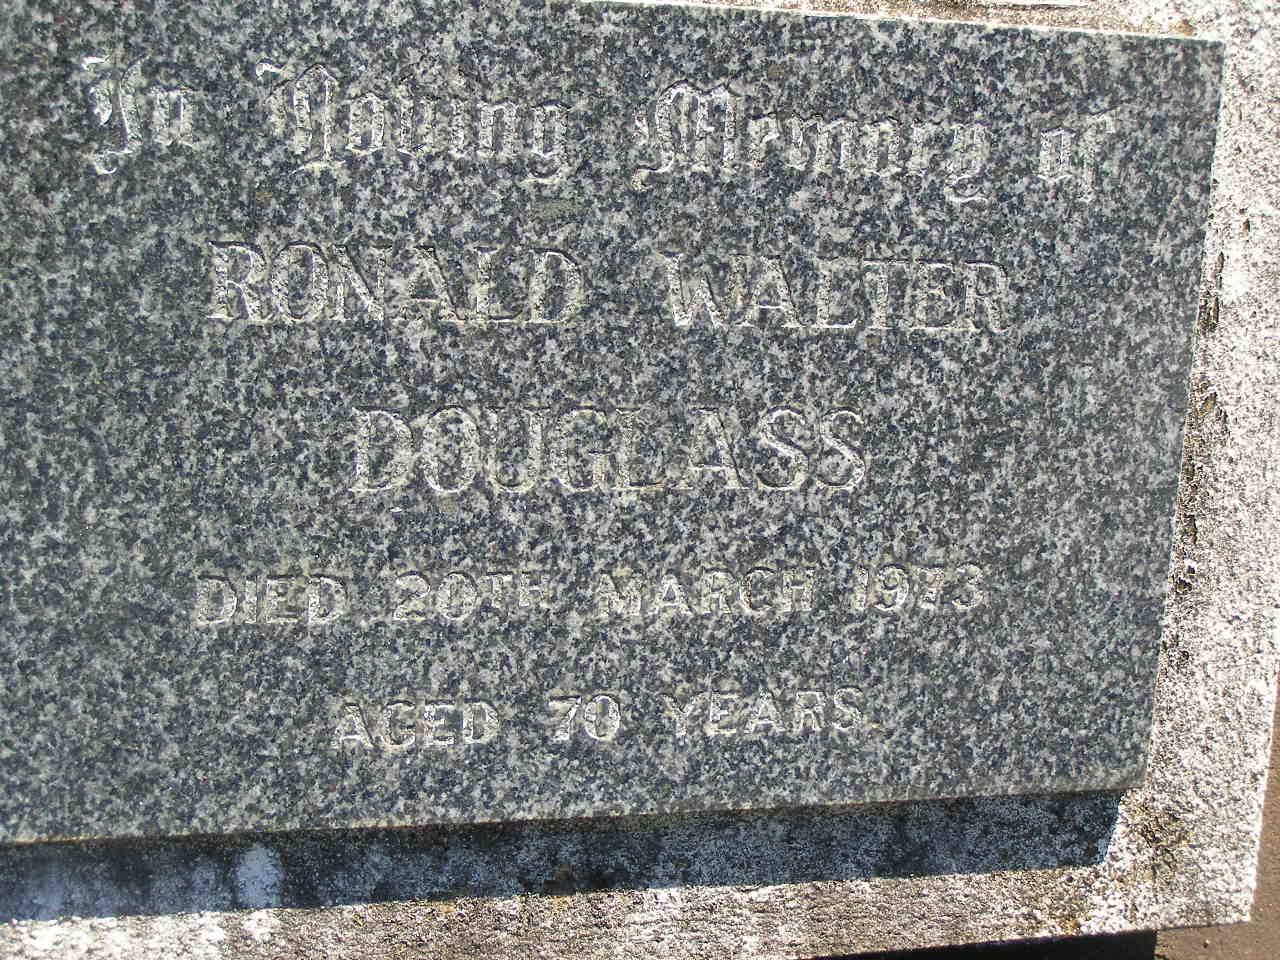 In Loving Memory of
RONALD WALTER
DOUGLASS
DIED 20TH MARCH 1973
AGED 70 YEARS